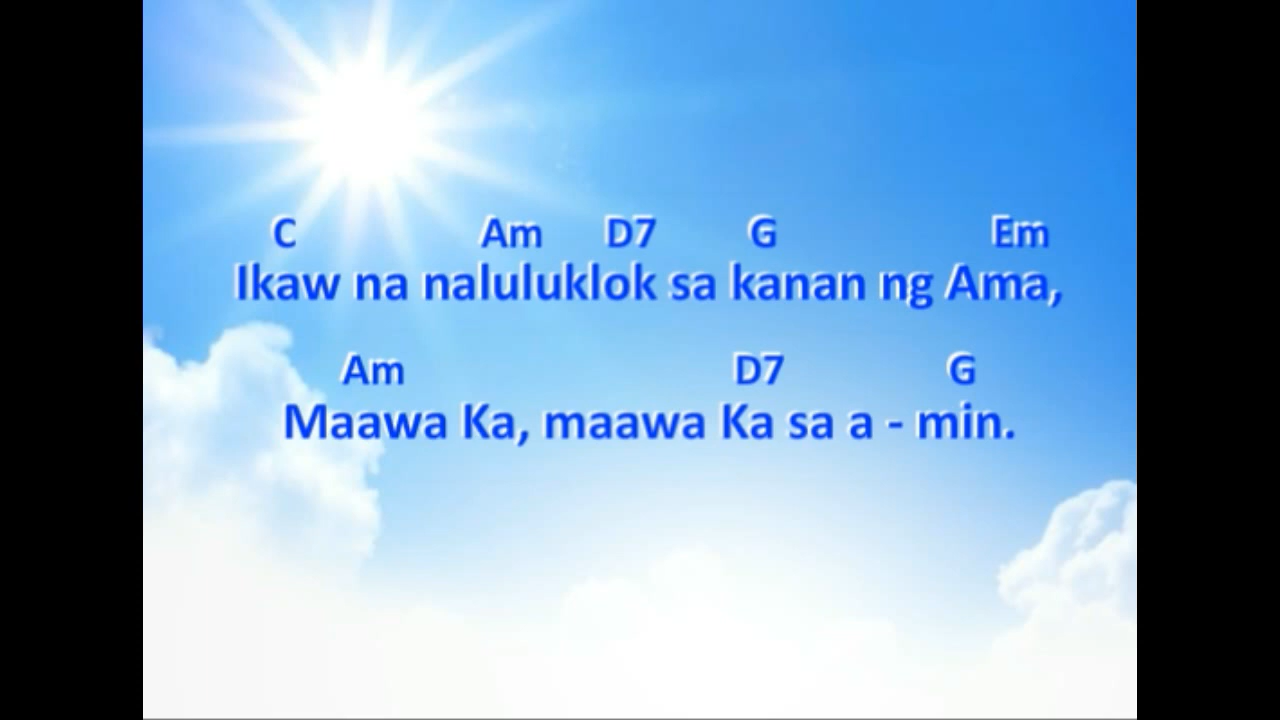 C Am D7 G Em
Ikaw na naluluklok sa kanan ng Ama,
Am D7 G
Maawa Ka, maawa Ka sa a - min.